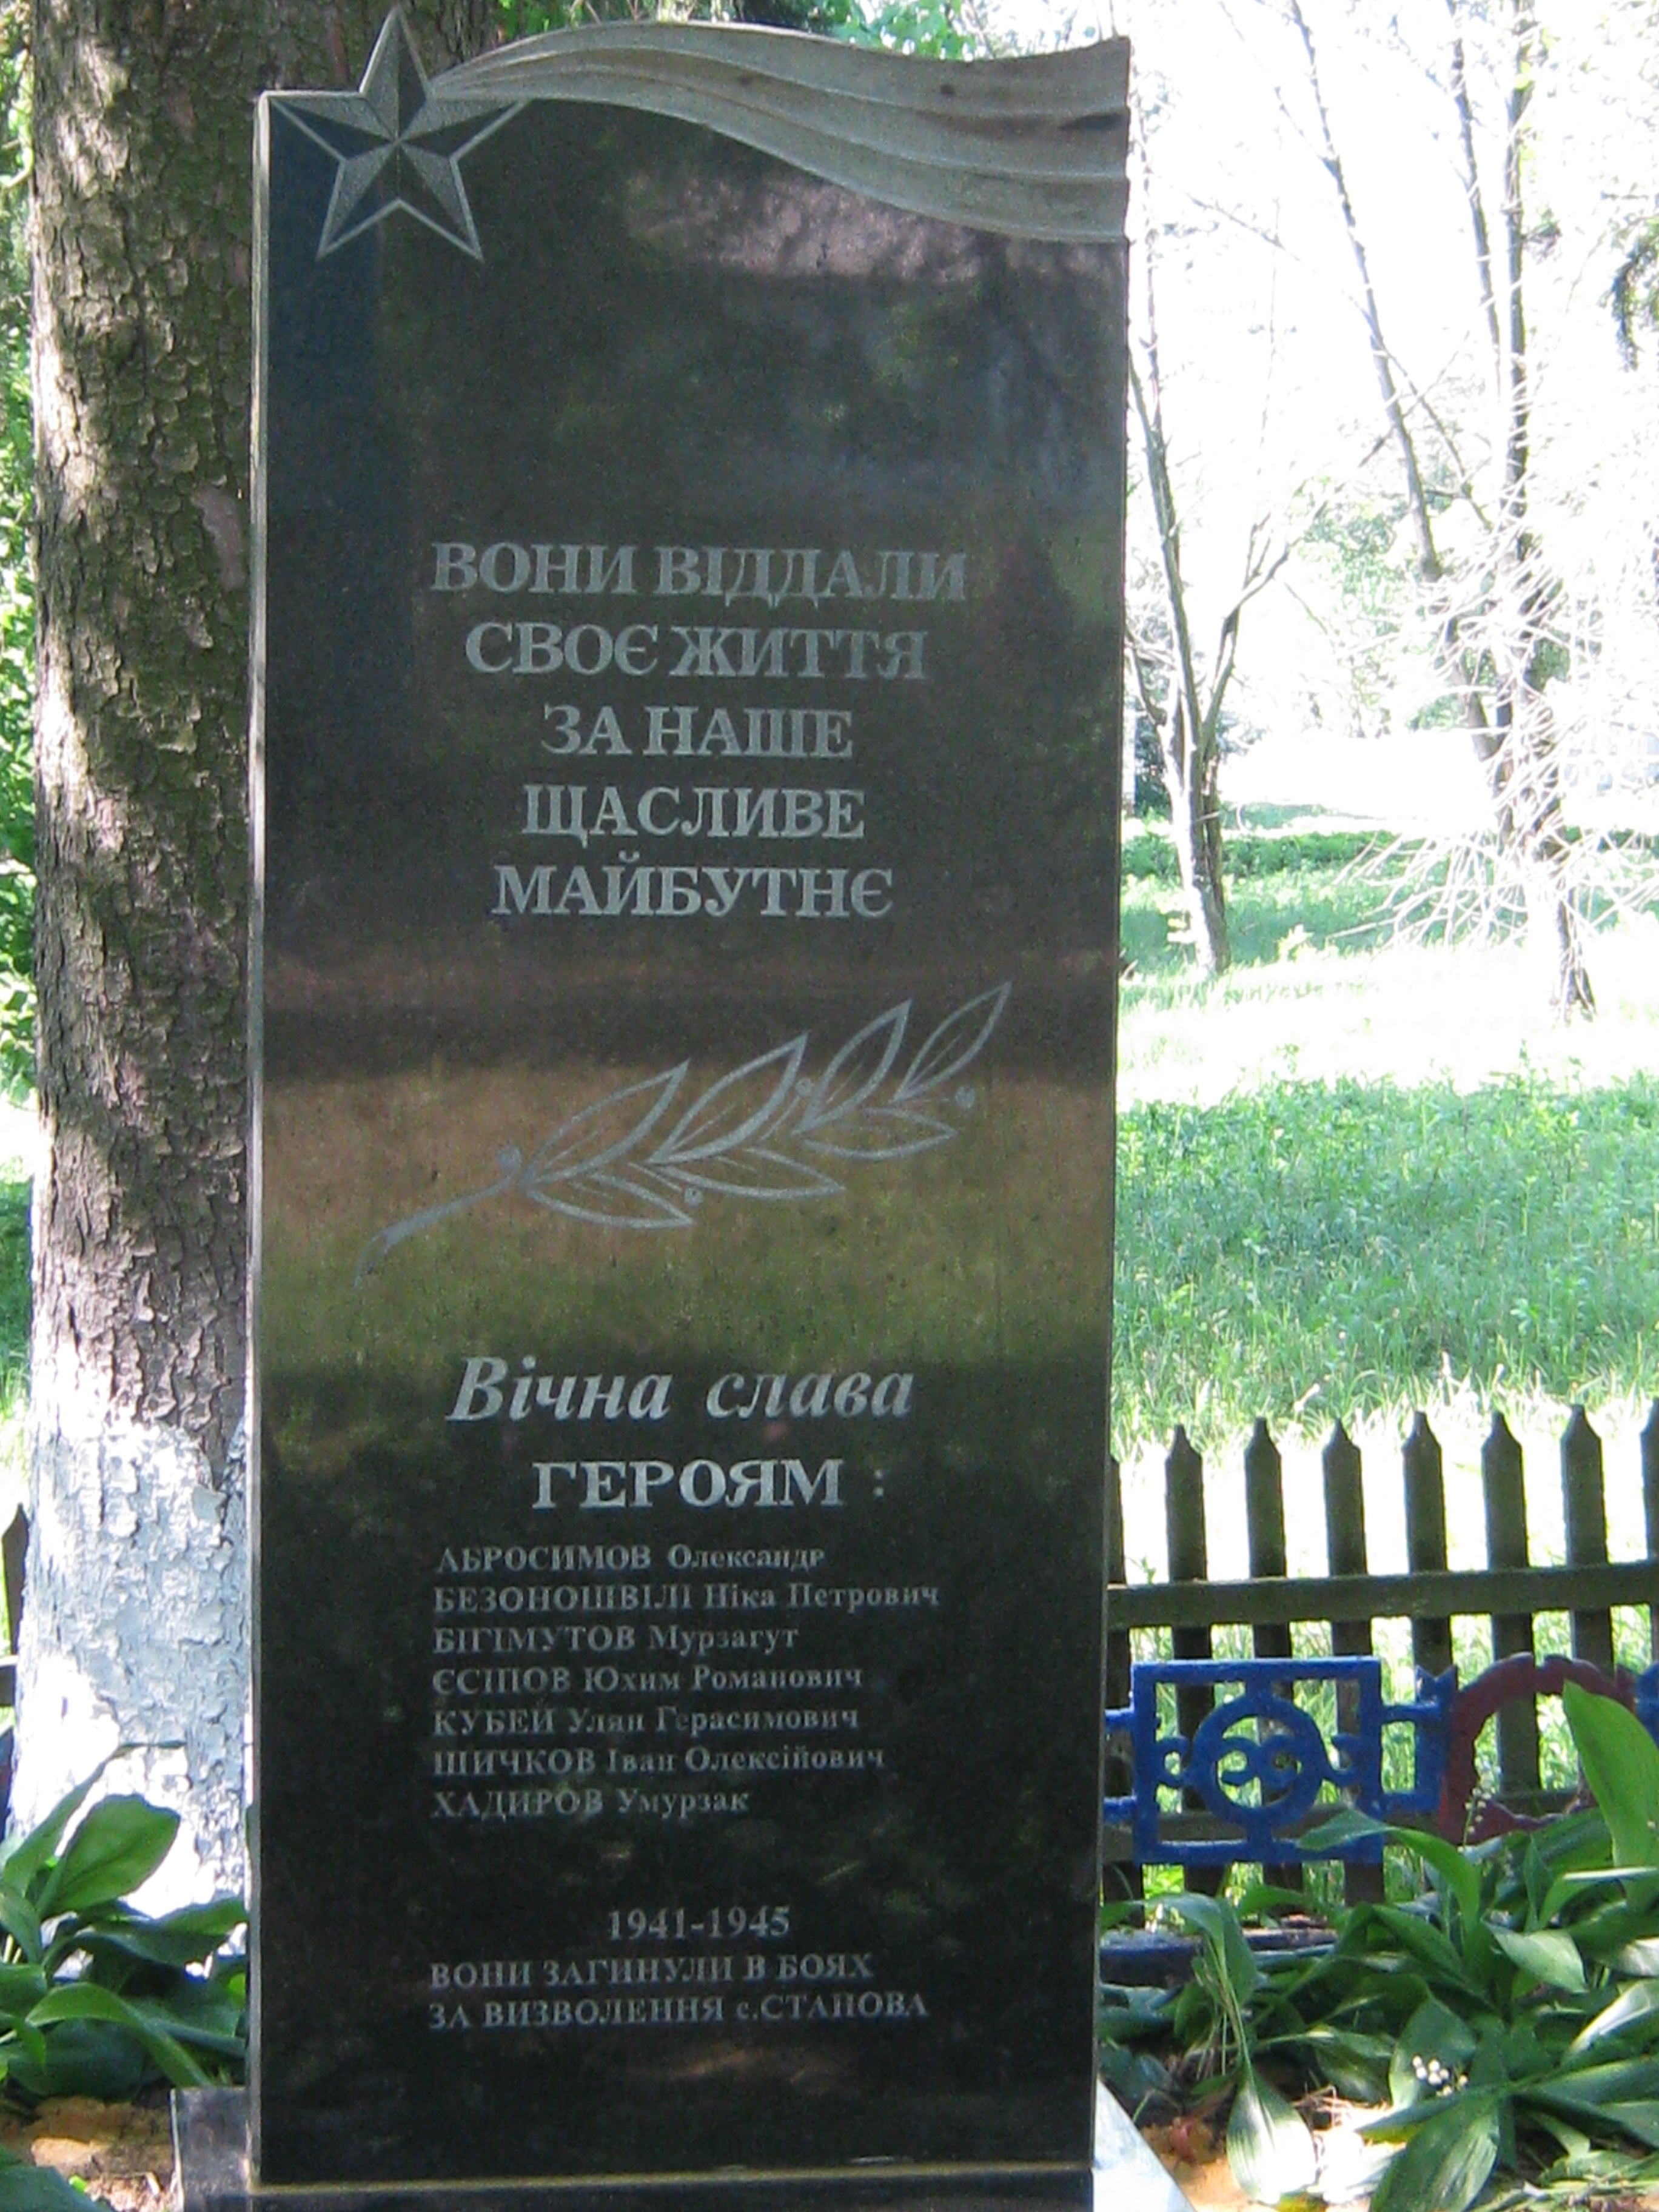 ВОНИ ВІДДАЛИ
СВОЄ ЖИТТЯ
ЗА НАШЕ
ЩАСЛИВЕ
МАЙБУТНЄ
Вічна слава
ГЕРОЯМ :
АБРОСИМОВ Олександр
БЕЗОНОШВІЛІ Ніка Петрович
БІГІМУТОВ Мурзагут
ЄСІПОВ Юхим Романович
КУБЕЙ Улян Герасимович
ШИЧКОВ Іван Олексійович
ХАДИРОВ Умурзак
1941-1945
ВОНИ ЗАГИНУЛИ В БОЯХ
ЗА ВИЗВОЛЕННЯ с.СТАНОВА